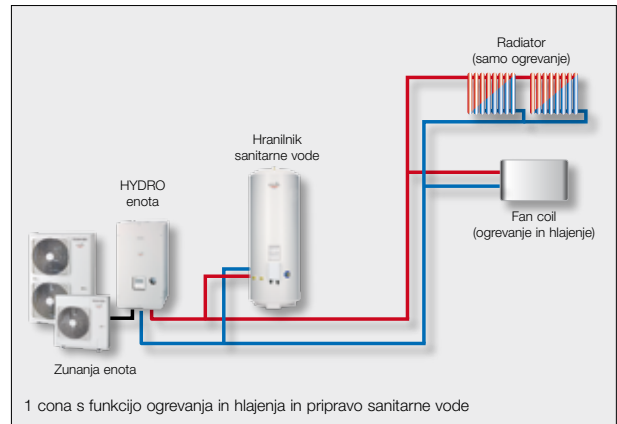 Radiator
(samo ogrevanje)
Hranilnik
sanitarne vode
HYDRO
enota
Fan coil
(ogrevanje in hlajenje)
Zunanja enota
1 cona s funkcijo ogrevanja in hlajenja in pripravo sanitarne vode